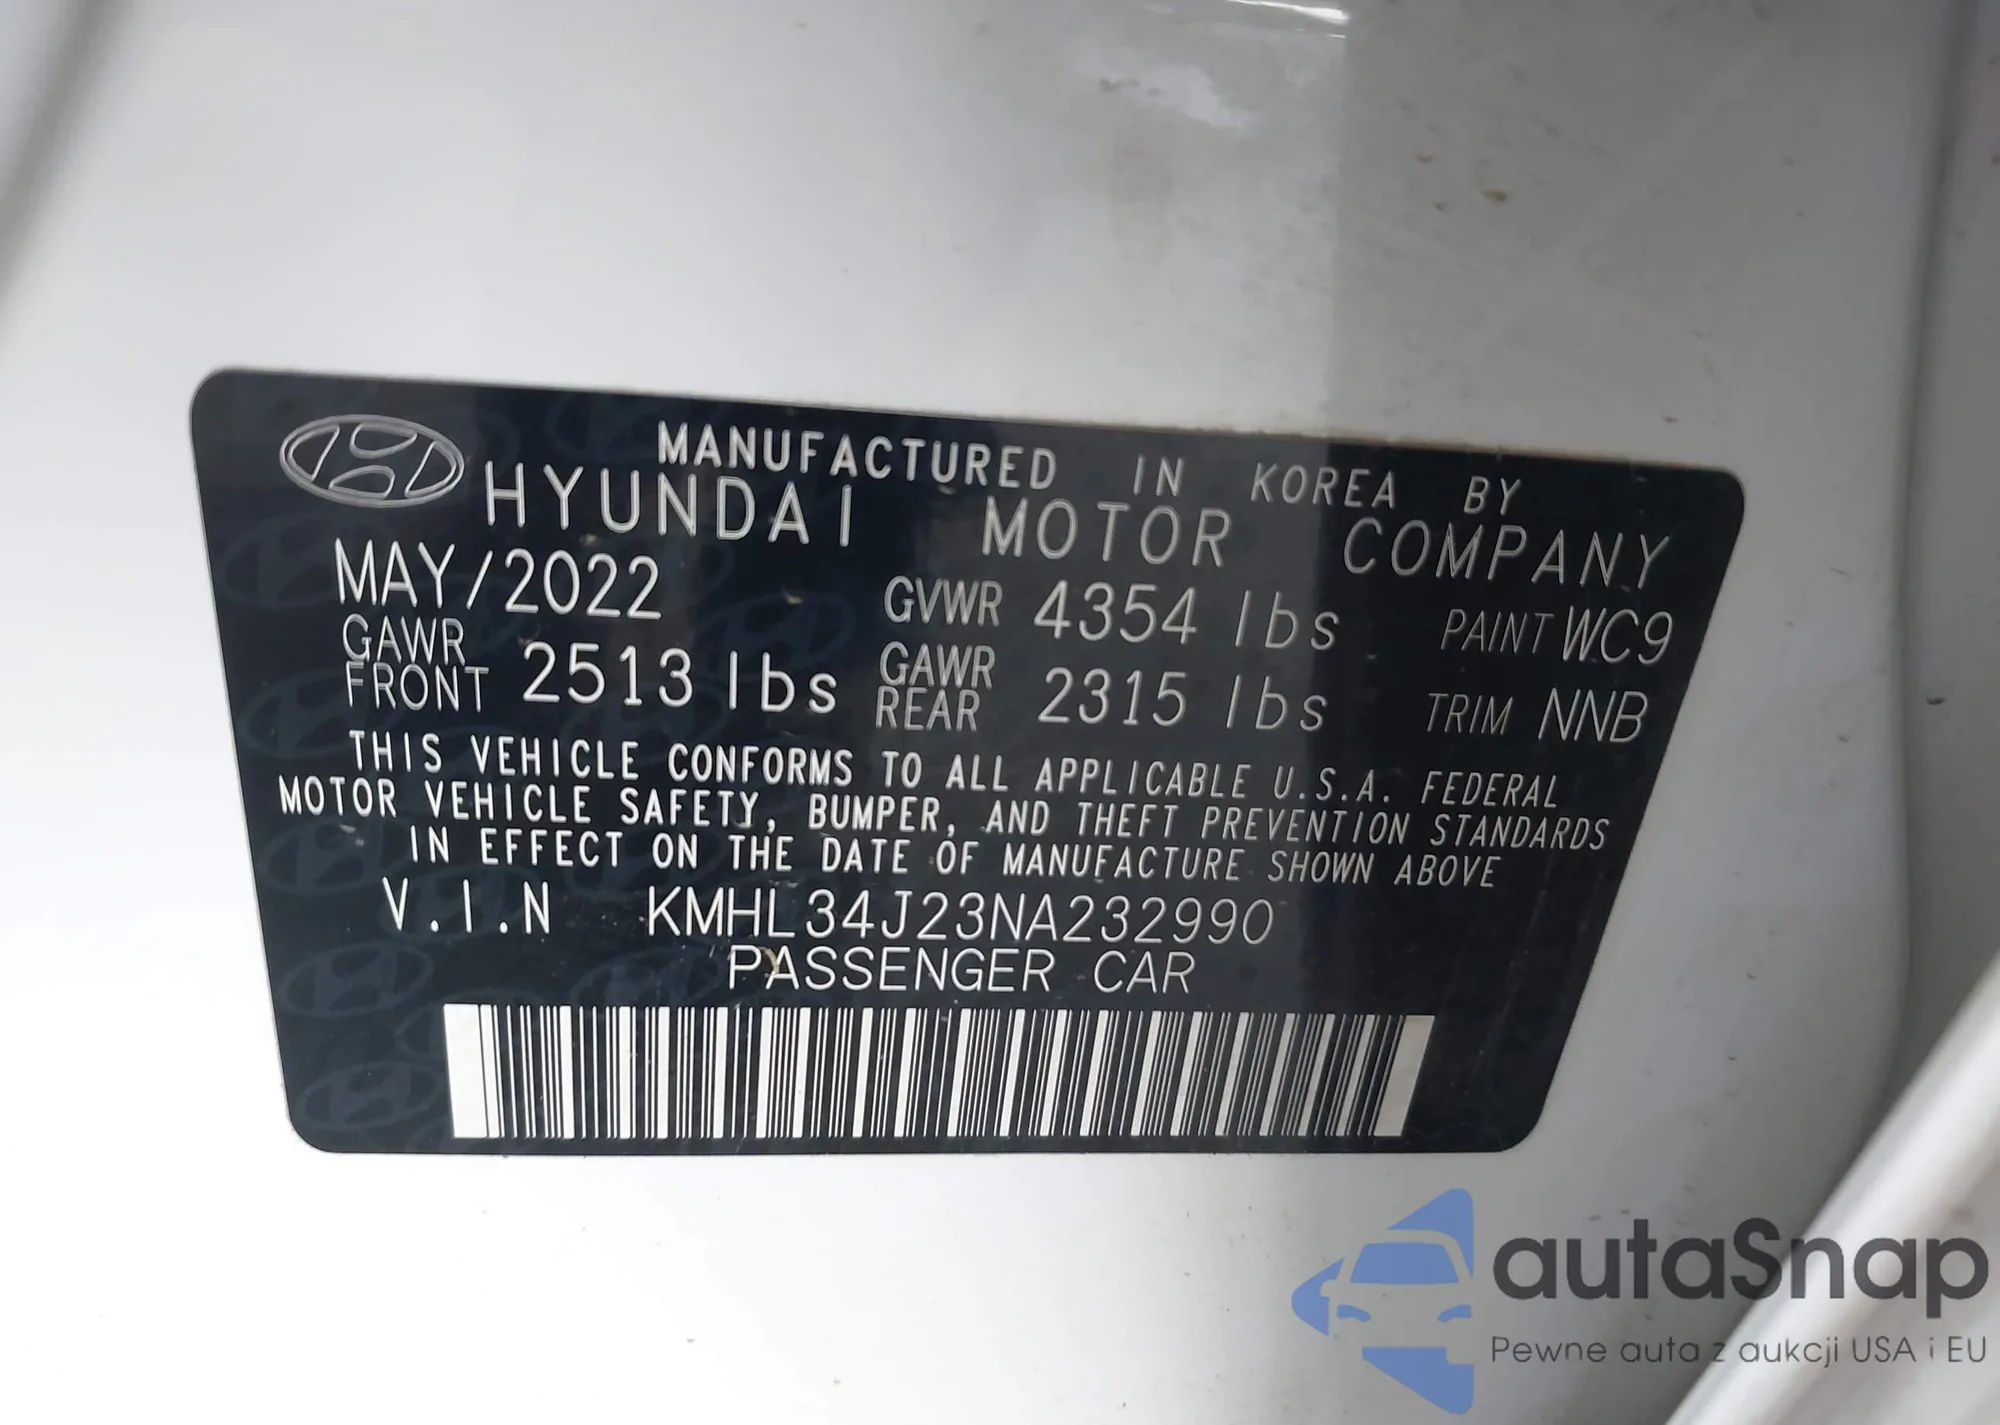 MANUFACTURED IN KOREA BY
HYUNDAI MOTOR COMPANY
MAY/2022 GVWR 4354 lbs PAINT WC9
GAWR FRONT 2513 lbs GAWR REAR 2315 lbs TRIM NNB
THIS VEHICLE CONFORMS TO ALL APPLICABLE U.S.A. FEDERAL
MOTOR VEHICLE SAFETY, BUMPER, AND THEFT PREVENTION STANDARDS
IN EFFECT ON THE DATE OF MANUFACTURE SHOWN ABOVE
V.I.N KMHL34J23NA232990
PASSENGER CAR
autaSnap
Pewne auta z aukcji USA i EU